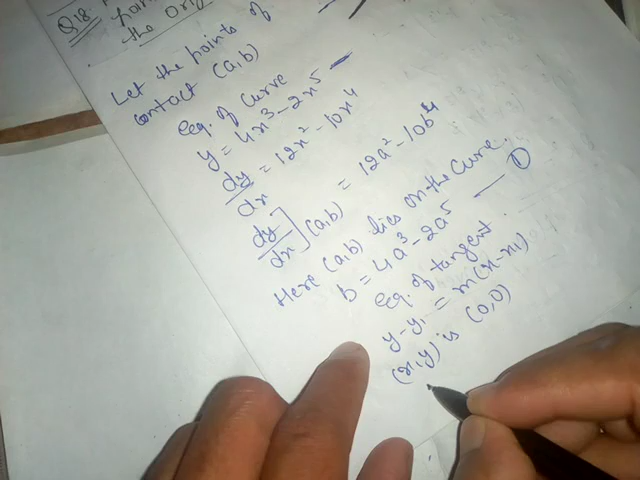 Q18.
the Orig
Let the points of
contact (a,b)
eq. of Curve
y = 4x³ - 2x⁵
dy/dx = 12x² - 10x⁴
dy/dx](a,b) = 12a² - 10b⁴
Here (a,b) lies on the Curve.
b = 4a³ - 2a⁵ — ①
eq. of tangent.
y - y₁ = m(x - x₁)
(x,y) is (0,0)